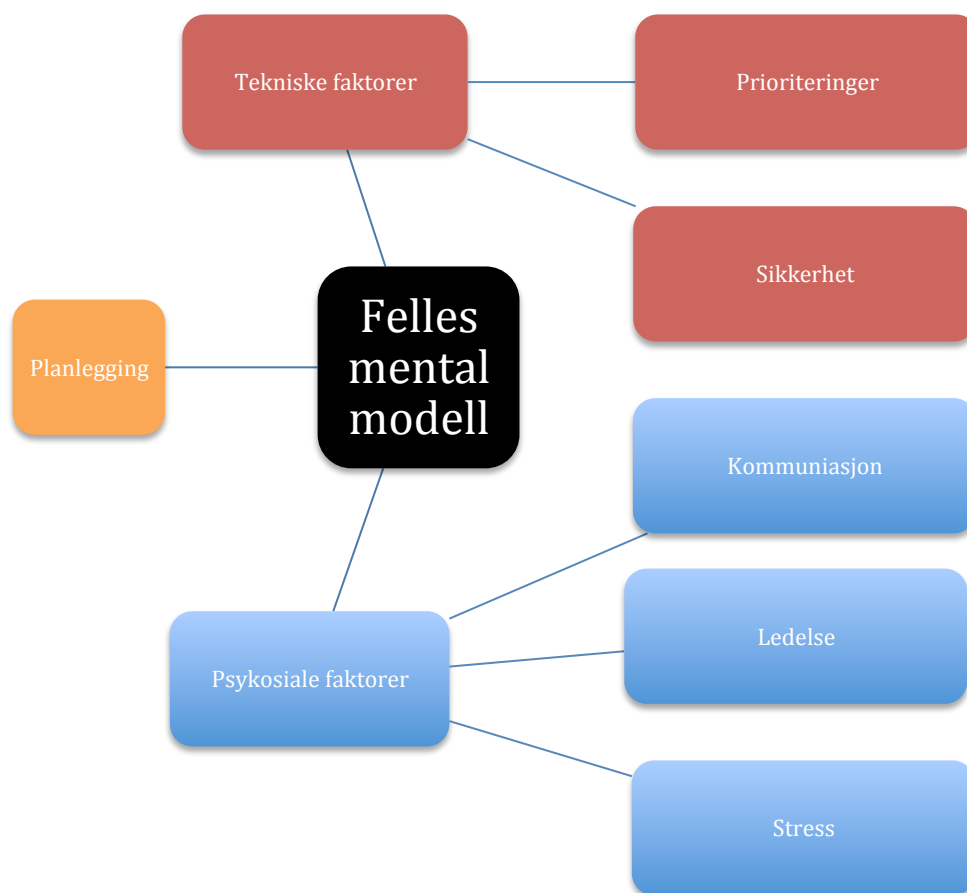 Tekniske faktorer
Prioriteringer
Sikkerhet
Felles
mental
modell
Planlegging
Kommuniasjon
Ledelse
Psykosiale faktorer
Stress